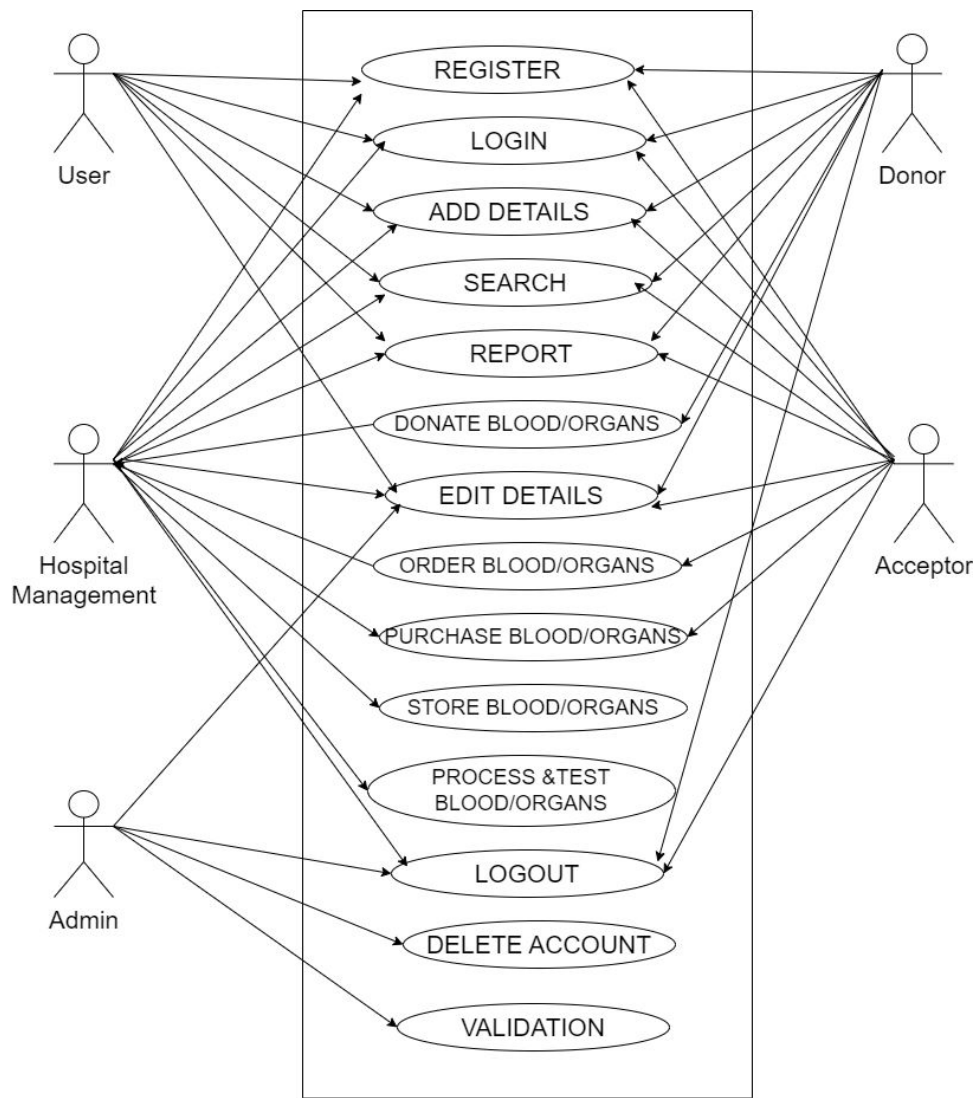 REGISTER
LOGIN
User
Donor
ADD DETAILS
SEARCH
REPORT
DONATE BLOOD/ORGANS
EDIT DETAILS
Hospital
Management
ORDER BLOOD/ORGANS
Acceptor
PURCHASE BLOOD/ORGANS
STORE BLOOD/ORGANS
PROCESS &TEST
BLOOD/ORGANS
LOGOUT
Admin
DELETE ACCOUNT
VALIDATION